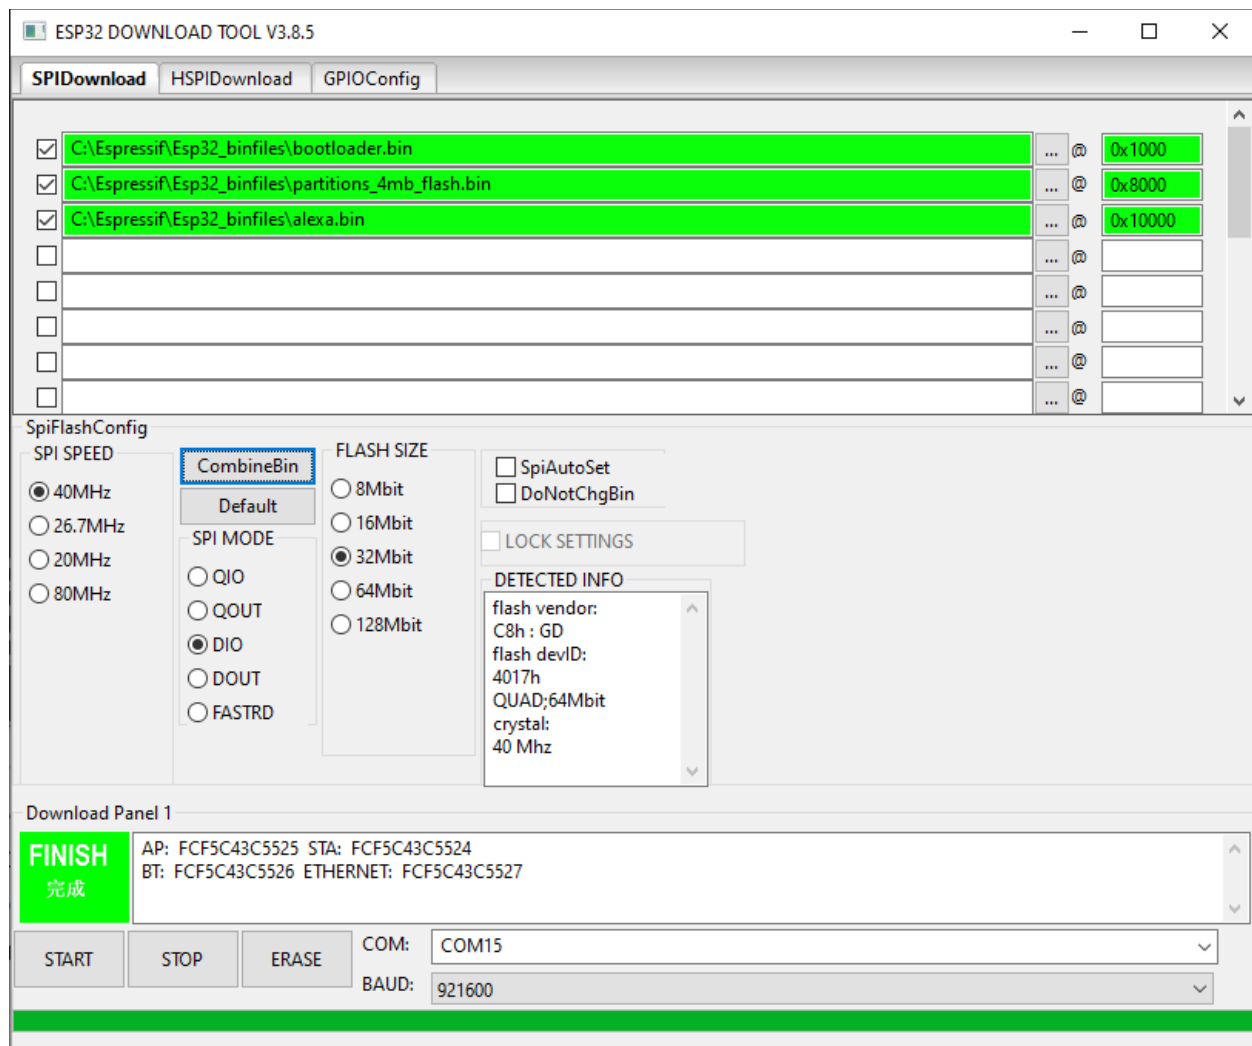 ESP32 DOWNLOAD TOOL V3.8.5
SPIDownload HSPIDownload GPIOConfig
C:\Espressif\Esp32_binfiles\bootloader.bin ... @ 0x1000
C:\Espressif\Esp32_binfiles\partitions_4mb_flash.bin ... @ 0x8000
C:\Espressif\Esp32_binfiles\alexa.bin ... @ 0x10000
... @
... @
... @
... @
... @
SpiFlashConfig
SPI SPEED
40MHz
26.7MHz
20MHz
80MHz
CombineBin
Default
SPI MODE
QIO
QOUT
DIO
DOUT
FASTRD
FLASH SIZE
8Mbit
16Mbit
32Mbit
64Mbit
128Mbit
SpiAutoSet
DoNotChgBin
LOCK SETTINGS
DETECTED INFO
flash vendor:
C8h : GD
flash devID:
4017h
QUAD;64Mbit
crystal:
40 Mhz
Download Panel 1
FINISH
完成
AP: FCF5C43C5525 STA: FCF5C43C5524
BT: FCF5C43C5526 ETHERNET: FCF5C43C5527
START STOP ERASE
COM: COM15
BAUD: 921600